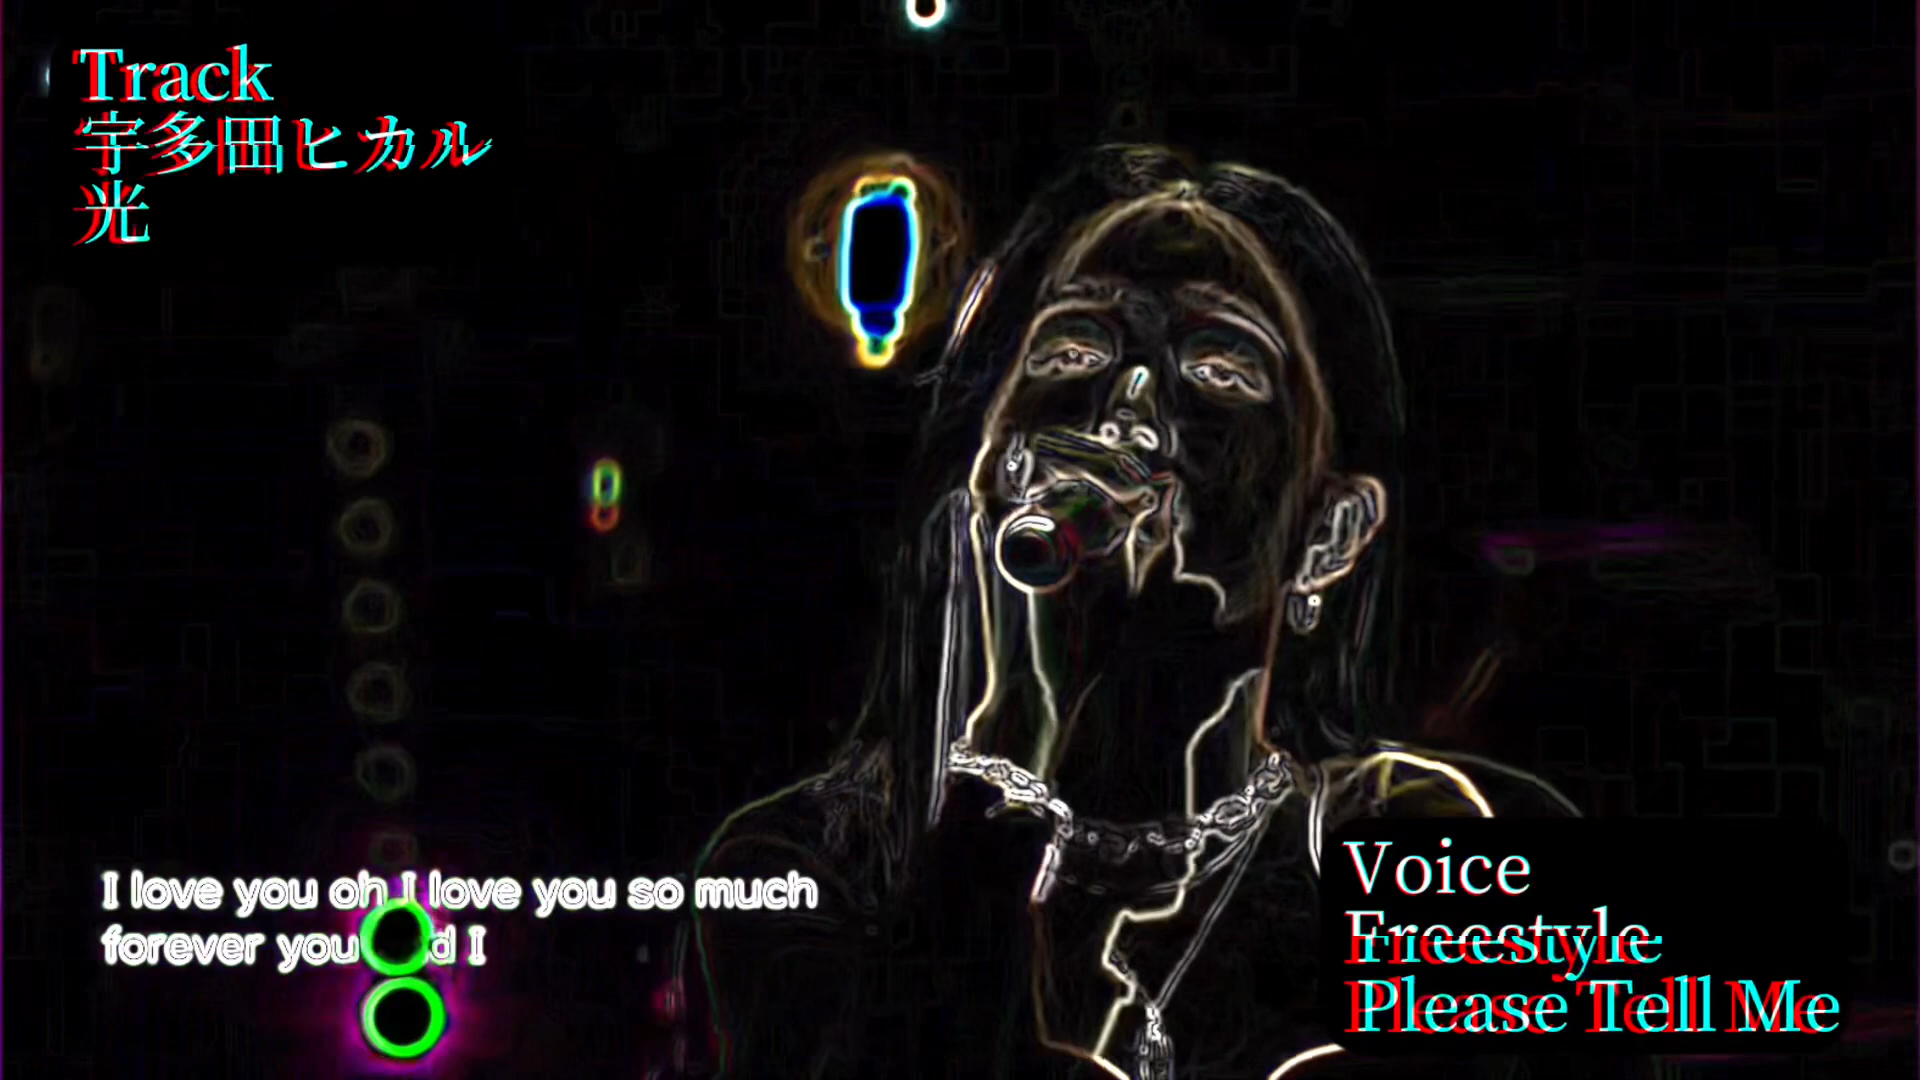 Track
宇多田ヒカル
光
I love you oh I love you so much
forever you d I
Voice
Freestyle
Please Tell Me